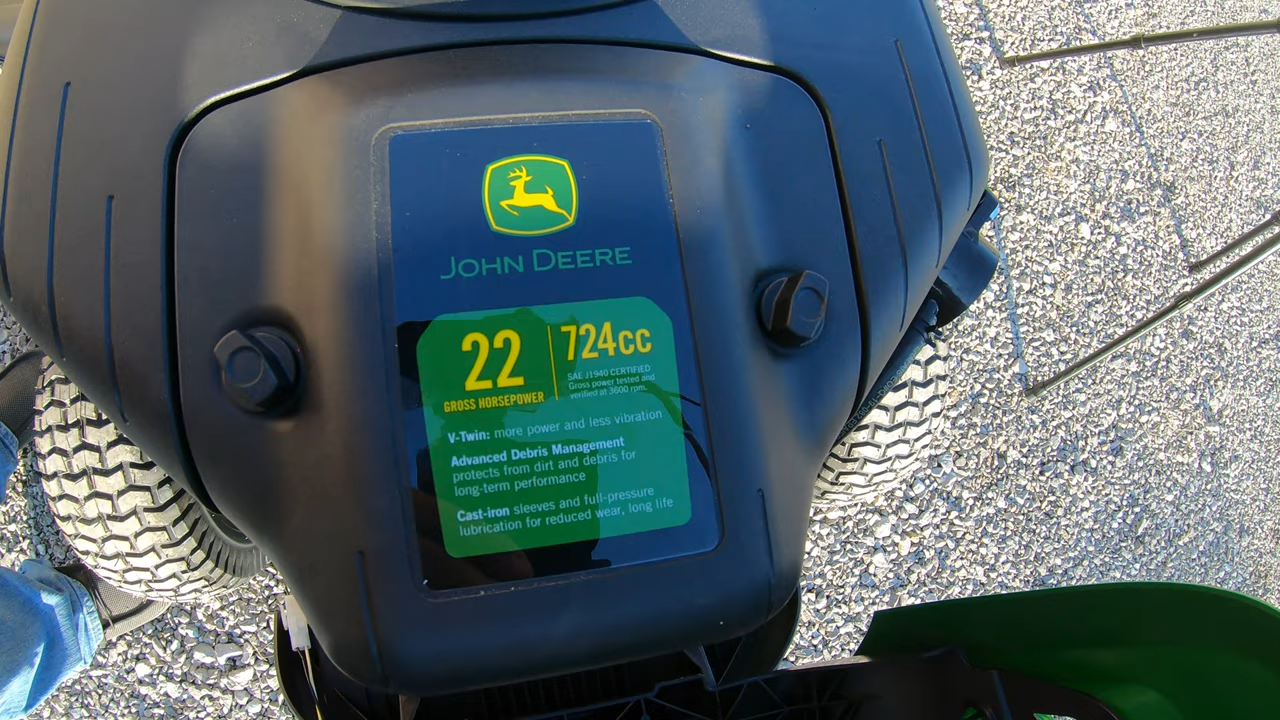 JOHN DEERE
22
GROSS HORSEPOWER
724cc
SAE J1940 CERTIFIED
Gross power tested and
verified at 3600 rpm.
V-Twin: more power and less vibration
Advanced Debris Management
protects from dirt and debris for
long-term performance
Cast-iron sleeves and full-pressure
lubrication for reduced wear, long life